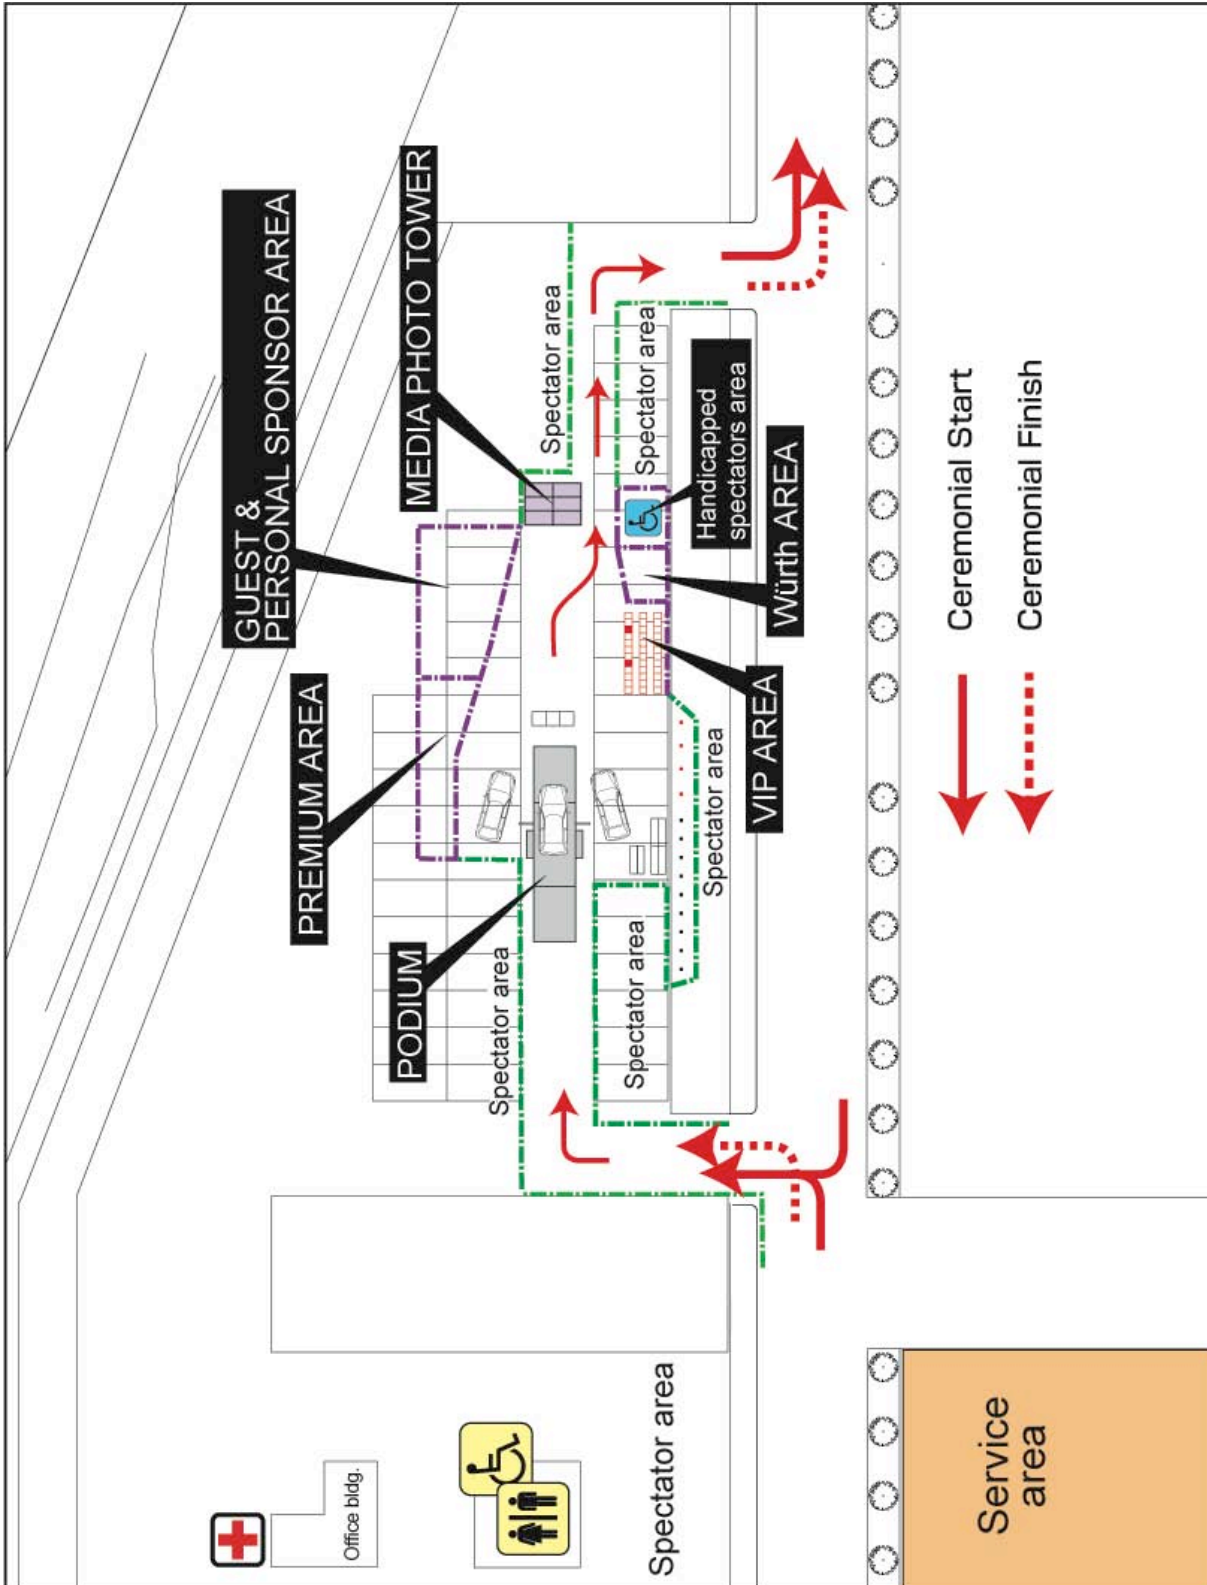 GUEST &
PERSONAL SPONSOR AREA
MEDIA PHOTO TOWER
PREMIUM AREA
PODIUM
Spectator area
Spectator area
Spectator area
Handicapped
spectators area
Würth AREA
VIP AREA
Spectator area
Spectator area
Spectator area
Office bldg.
Service
area
Ceremonial Start
Ceremonial Finish